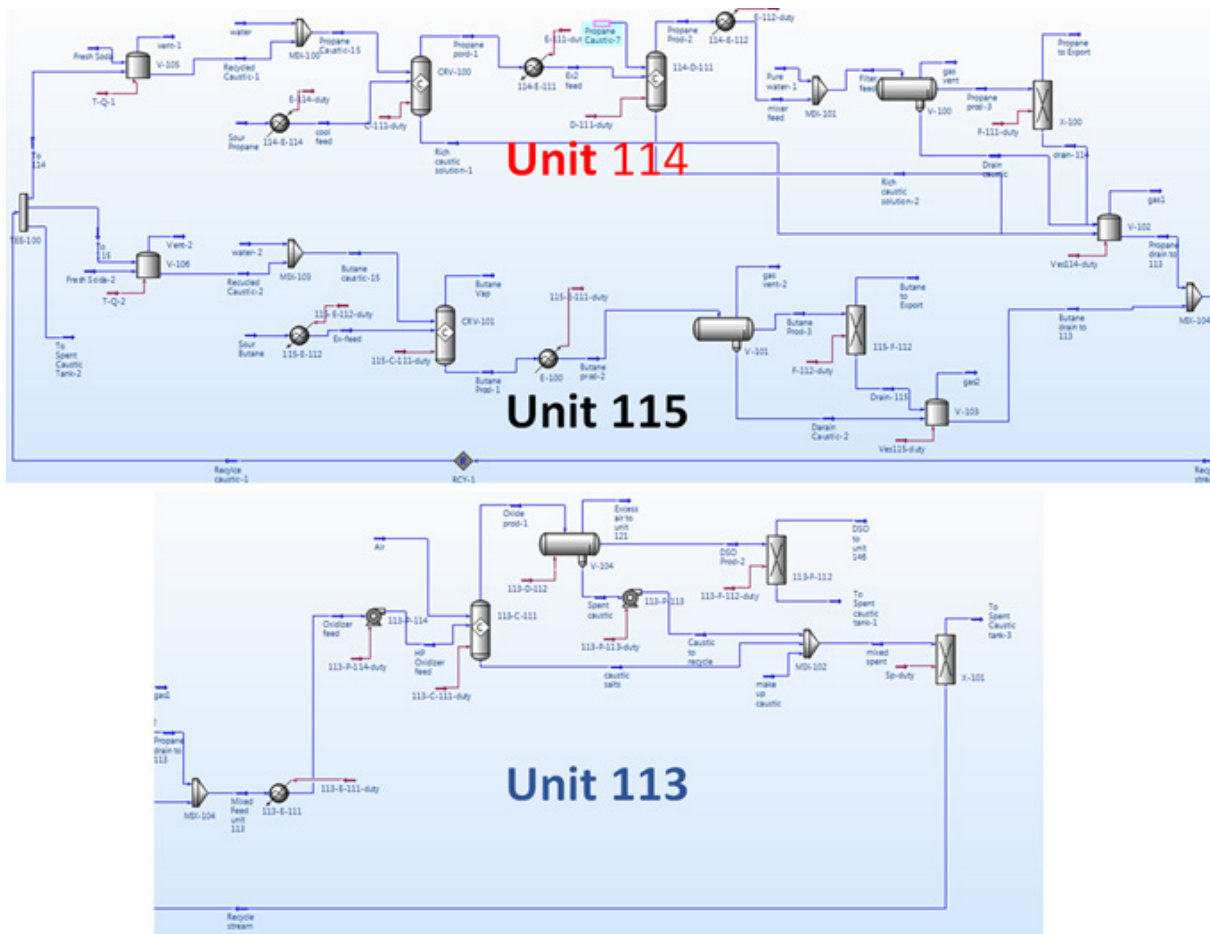 water
Fresh Soda
vent-1
V-105
Recycled
Caustic-1
T-Q-1
MIX-100
Propane
Caustic-15
Sour
Propane
E-114-duty
114-E-114
cool
feed
C-111-duty
CRV-100
Propane
pord-1
Rich
caustic
solution-1
E-111-dut
114-E-111
Ex2
feed
Propane
Caustic-7
D-111-duty
114-D-111
Propane
Prod-2
E-112-duty
114-E-112
Pure
water-1
mixer
feed
MIX-101
Filter
feed
gas
vent
V-100
Propane
prod-3
Propane
to Export
F-111-duty
X-100
drain-114
Drain
caustic
Rich
caustic
solution-2
Unit 114
gas1
V-102
Ves114-duty
Propane
drain to
113
MIX-104
To
114
TEE-100
To
115
Fresh Soda-2
Vent-2
V-106
T-Q-2
Recucled
Caustic-2
water-2
MIX-103
Butane
caustic-15
To
Spent
Caustic
Tank-2
Sour
Butane
115-E-112-duty
115-E-112
Ex-feed
115-C-111-duty
Butane
Vap
CRV-101
Butane
Prod-1
115-E-111-duty
E-100
Butane
prod-2
gas
vent-2
V-101
Butane
Prod-3
Butane
to
Export
115-F-112
F-112-duty
Drain-115
Darain
Caustic-2
gas2
V-103
Ves115-duty
Butane
drain to
113
Unit 115
Recylce
caustic-1
R
RCY-1
Recycle
stream
Air
Oxide
prod-1
Excess
air to
unit
121
V-104
113-D-112
DSO
Prod-2
DSO
to
unit
146
113-F-112
113-F-112-duty
To
Spent
caustic
tank-1
Spent
caustic
113-P-113
113-P-113-duty
Caustic
to
recycle
Oxidizer
feed
113-P-114
113-P-114-duty
HP
Oxidizer
feed
113-C-111
113-C-111-duty
caustic
salts
make
up
caustic
MIX-102
mixed
spent
To
Spent
Caustic
tank-3
Sp-duty
X-101
gas1
Propane
drain to
113
MIX-104
Mixed
Feed
unit
113
113-E-111
113-E-111-duty
Unit 113
Recycle
stream